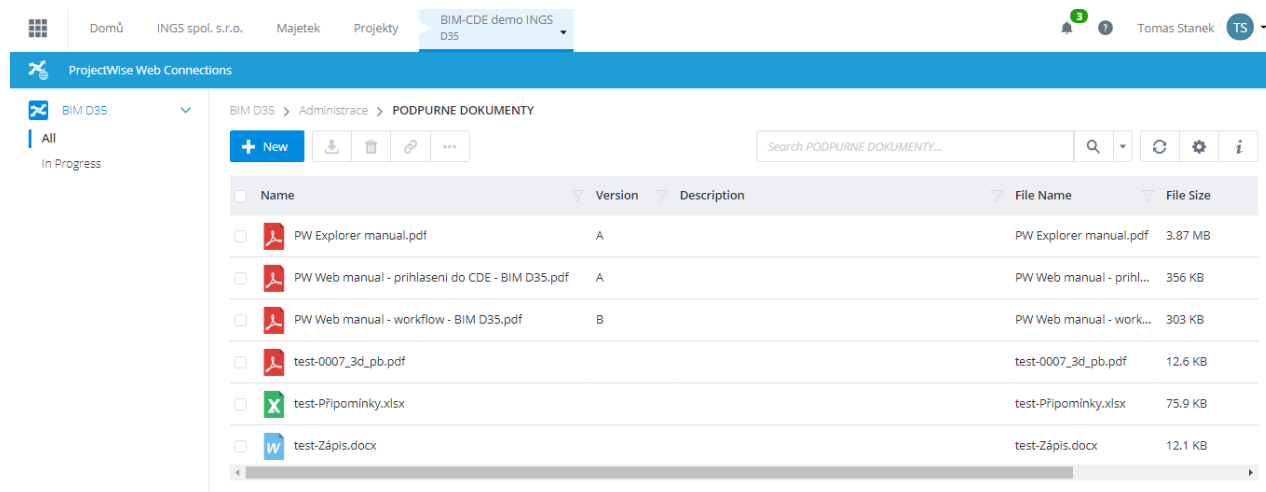 Domů INGS spol. s.r.o. Majetek Projekty BIM-CDE demo INGS 3 ? Tomas Stanek TS
D35
ProjectWise Web Connections
BIM D35 BIM D35 > Administrace > PODPURNE DOKUMENTY
All
In Progress
+ New ... Search PODPURNE DOKUMENTY... i
Name Version Description File Name File Size
PW Explorer manual.pdf A PW Explorer manual.pdf 3.87 MB
PW Web manual - prihlaseni do CDE - BIM D35.pdf A PW Web manual - prihl... 356 KB
PW Web manual - workflow - BIM D35.pdf B PW Web manual - work... 303 KB
test-0007_3d_pb.pdf test-0007_3d_pb.pdf 12.6 KB
X test-Připomínky.xlsx test-Připomínky.xlsx 75.9 KB
W test-Zápis.docx test-Zápis.docx 12.1 KB